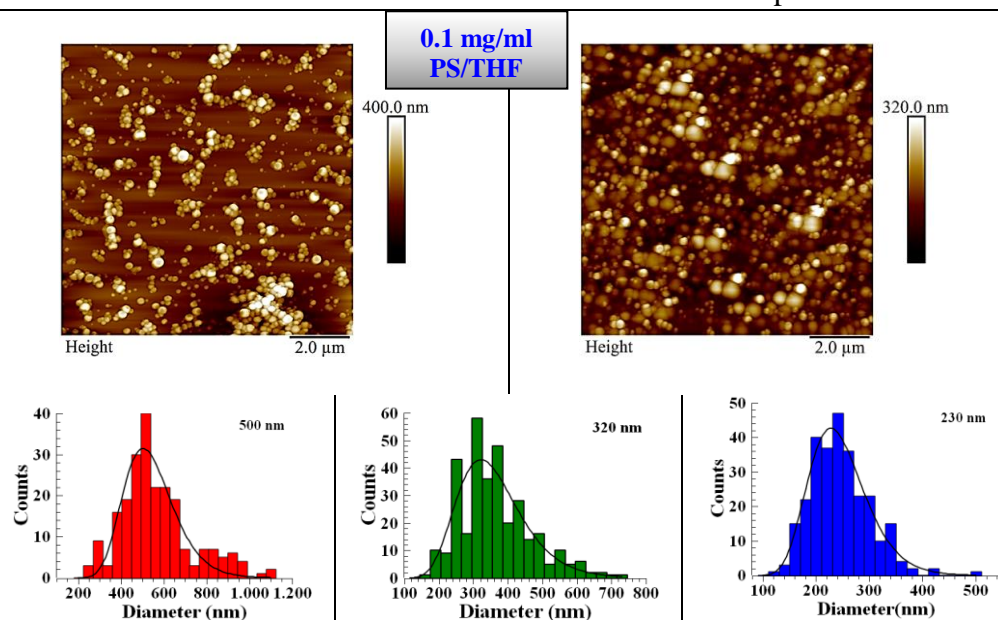 0.1 mg/ml
PS/THF
400.0 nm
Height
2.0 µm
320.0 nm
Height
2.0 µm
500 nm
Counts
40
30
20
10
0
200 400 600 800 1.000 1.200
Diameter (nm)
320 nm
Counts
60
50
40
30
20
10
0
100 200 300 400 500 600 700 800
Diameter (nm)
230 nm
Counts
50
40
30
20
10
0
100 200 300 400 500
Diameter(nm)